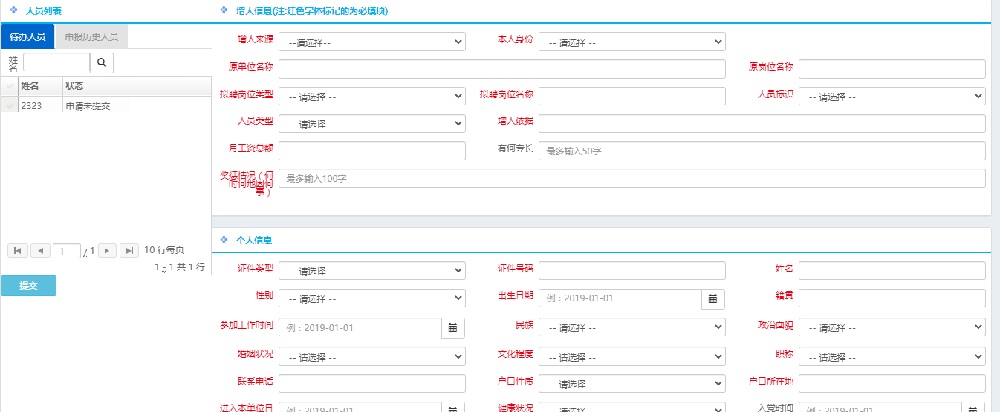 人员列表
待办人员 申报历史人员
姓名
姓名 状态
2323 申请未提交
1 / 1 10 行每页
1 - 1 共 1 行
提交
增人信息(注:红色字体标记的为必填项)
增人来源 --请选择-- 本人身份 -- 请选择 --
原单位名称 原岗位名称
拟聘岗位类型 -- 请选择 -- 拟聘岗位名称 人员标识 -- 请选择 --
人员类型 -- 请选择 -- 增人依据
月工资总额 有何专长 最多输入50字
奖惩情况（何时何地因何事） 最多输入100字
个人信息
证件类型 -- 请选择 -- 证件号码 姓名
性别 -- 请选择 -- 出生日期 例：2019-01-01 籍贯
参加工作时间 例：2019-01-01 民族 -- 请选择 -- 政治面貌 -- 请选择 --
婚姻状况 -- 请选择 -- 文化程度 -- 请选择 -- 职称 -- 请选择 --
联系电话 户口性质 -- 请选择 -- 户口所在地
进入本单位日 例：2019-01-01 健康状况 -- 请选择 -- 入党时间 例：2019-01-01